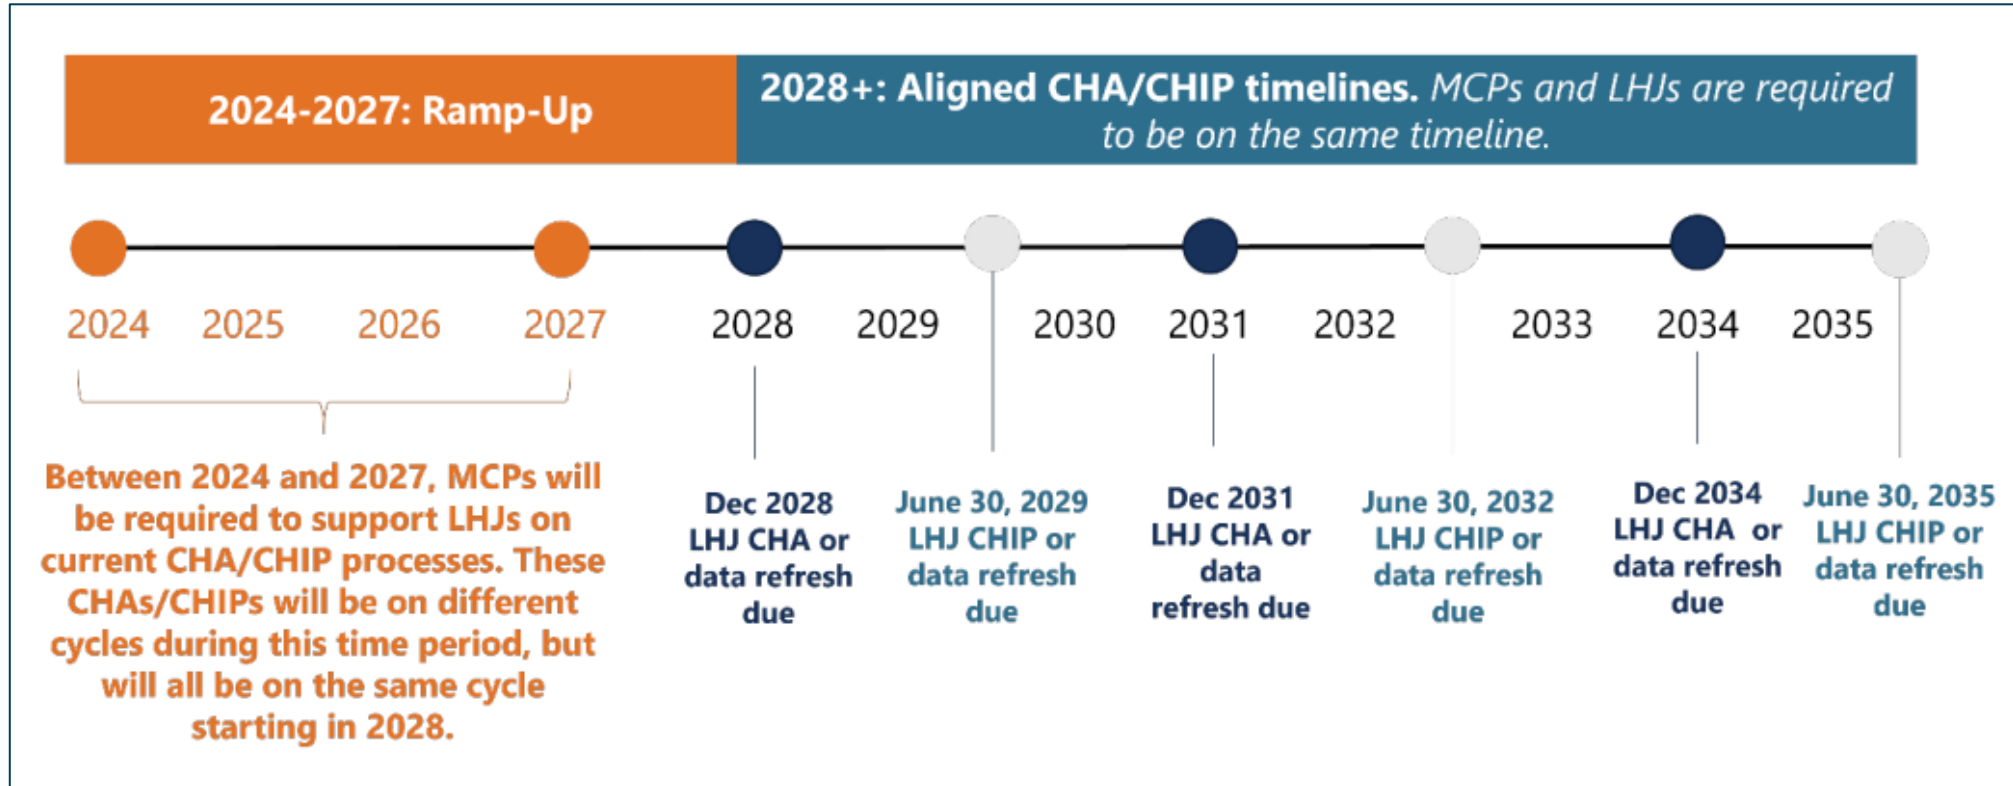 2024-2027: Ramp-Up
2028+: Aligned CHA/CHIP timelines. MCPs and LHJs are required
to be on the same timeline.
2024 2025 2026 2027 2028 2029 2030 2031 2032 2033 2034 2035
Between 2024 and 2027, MCPs will
be required to support LHJs on
current CHA/CHIP processes. These
CHAs/CHIPs will be on different
cycles during this time period, but
will all be on the same cycle
starting in 2028.
Dec 2028
LHJ CHA or
data refresh
due
June 30, 2029
LHJ CHIP or
data refresh
due
Dec 2031
LHJ CHA or
data
refresh due
June 30, 2032
LHJ CHIP or
data refresh
due
Dec 2034
LHJ CHA or
data refresh
due
June 30, 2035
LHJ CHIP or
data refresh
due